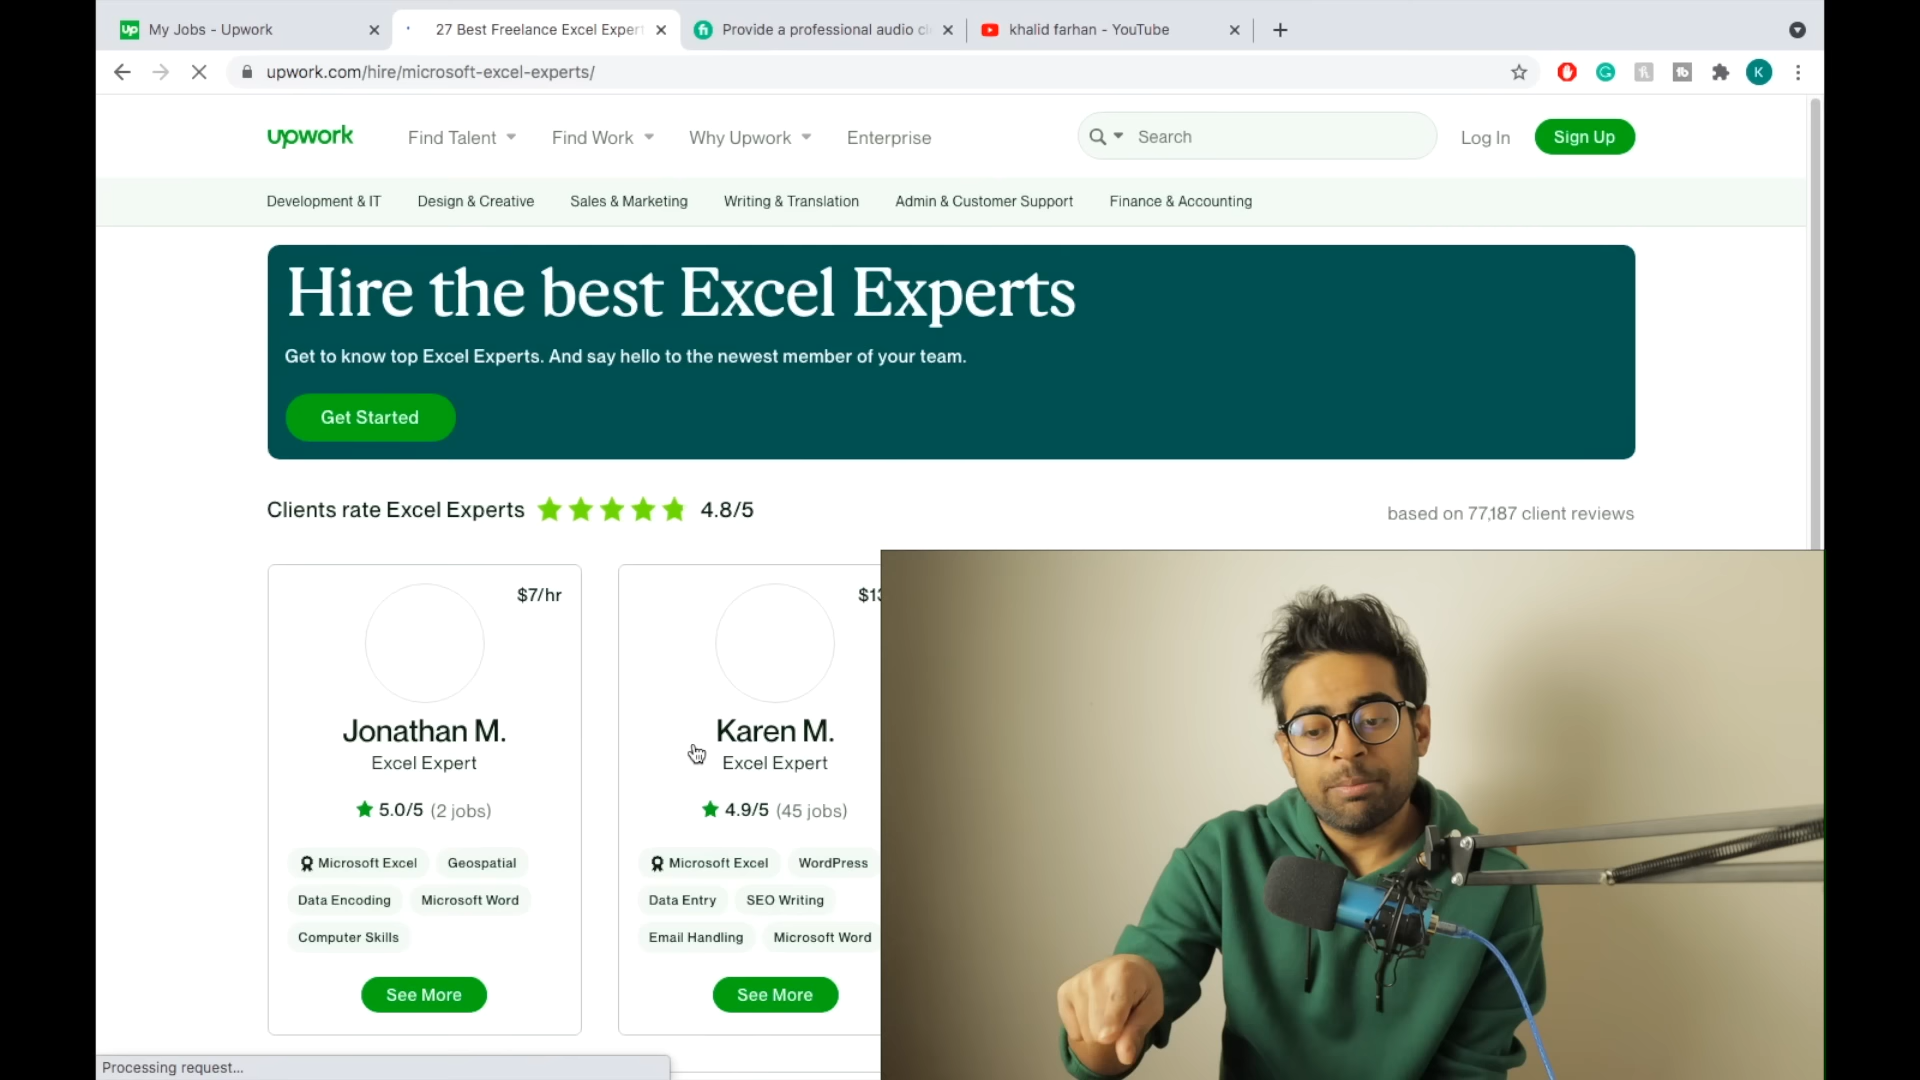 My Jobs - Upwork
27 Best Freelance Excel Exper
Provide a professional audio cl
khalid farhan - YouTube
upwork.com/hire/microsoft-excel-experts/
K
upwork
Find Talent
Find Work
Why Upwork
Enterprise
Search
Log In
Sign Up
Development & IT
Design & Creative
Sales & Marketing
Writing & Translation
Admin & Customer Support
Finance & Accounting
Hire the best Excel Experts
Get to know top Excel Experts. And say hello to the newest member of your team.
Get Started
Clients rate Excel Experts
4.8/5
based on 77,187 client reviews
$7/hr
Jonathan M.
Excel Expert
5.0/5 (2 jobs)
Microsoft Excel
Geospatial
Data Encoding
Microsoft Word
Computer Skills
See More
Karen M.
Excel Expert
4.9/5 (45 jobs)
Microsoft Excel
WordPress
Data Entry
SEO Writing
Email Handling
Microsoft Word
See More
Processing request...